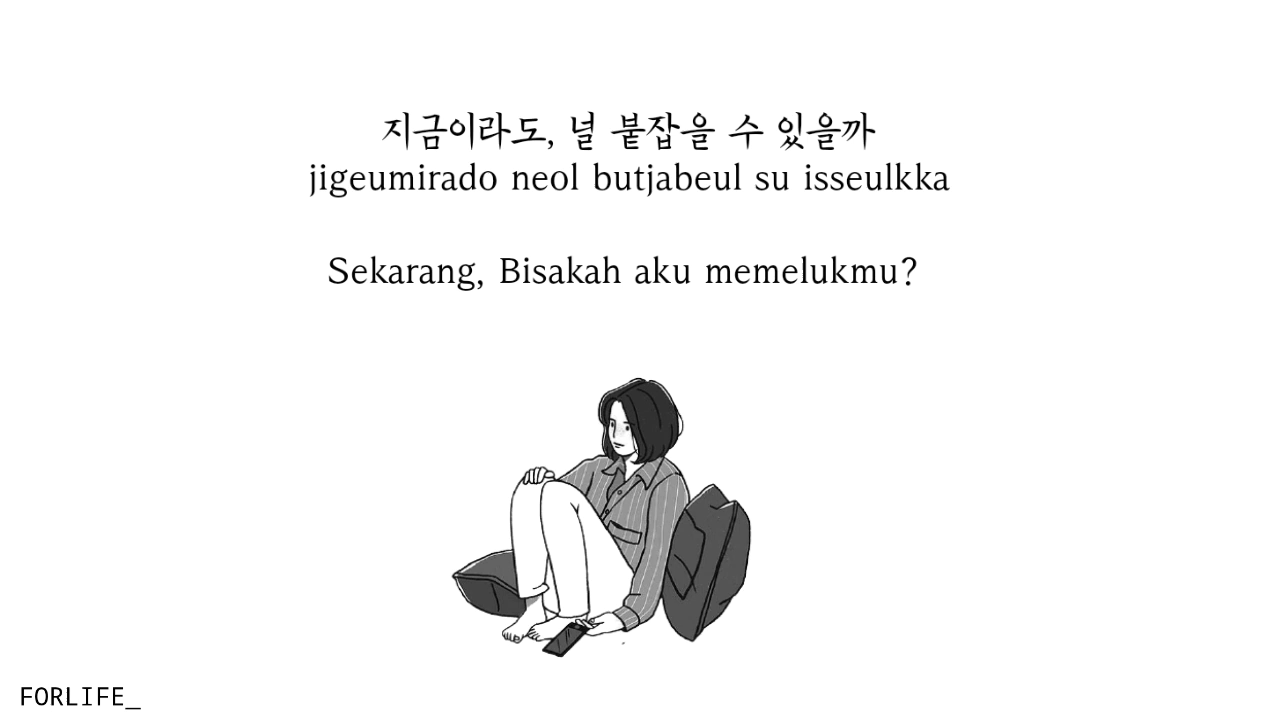 지금이라도, 널 붙잡을 수 있을까
jigeumirado neol butjabeul su isseulkka
Sekarang, Bisakah aku memelukmu?
FORLIFE_